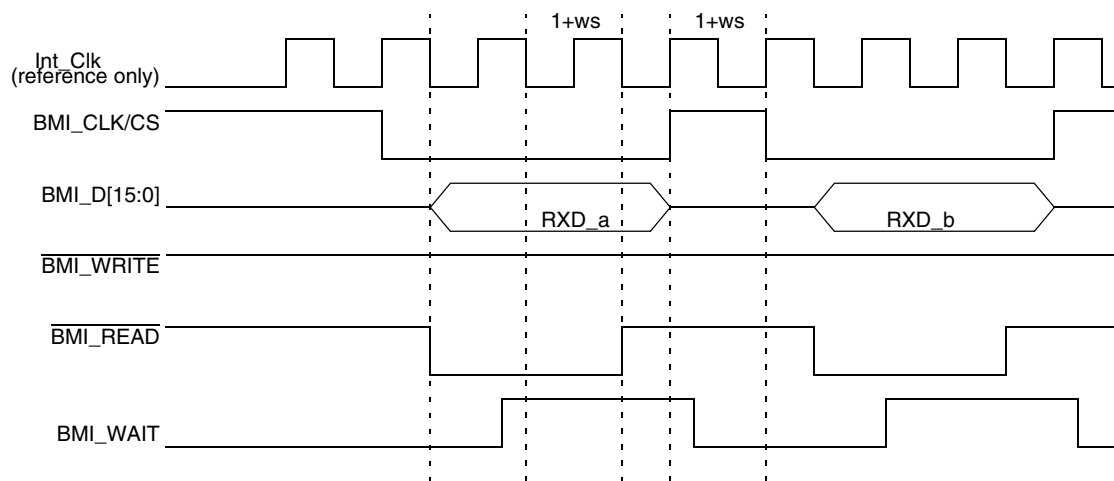 1+ws 1+ws
Int_Clk
(reference only)
BMI_CLK/CS
BMI_D[15:0]
RXD_a RXD_b
BMI_WRITE
BMI_READ
BMI_WAIT